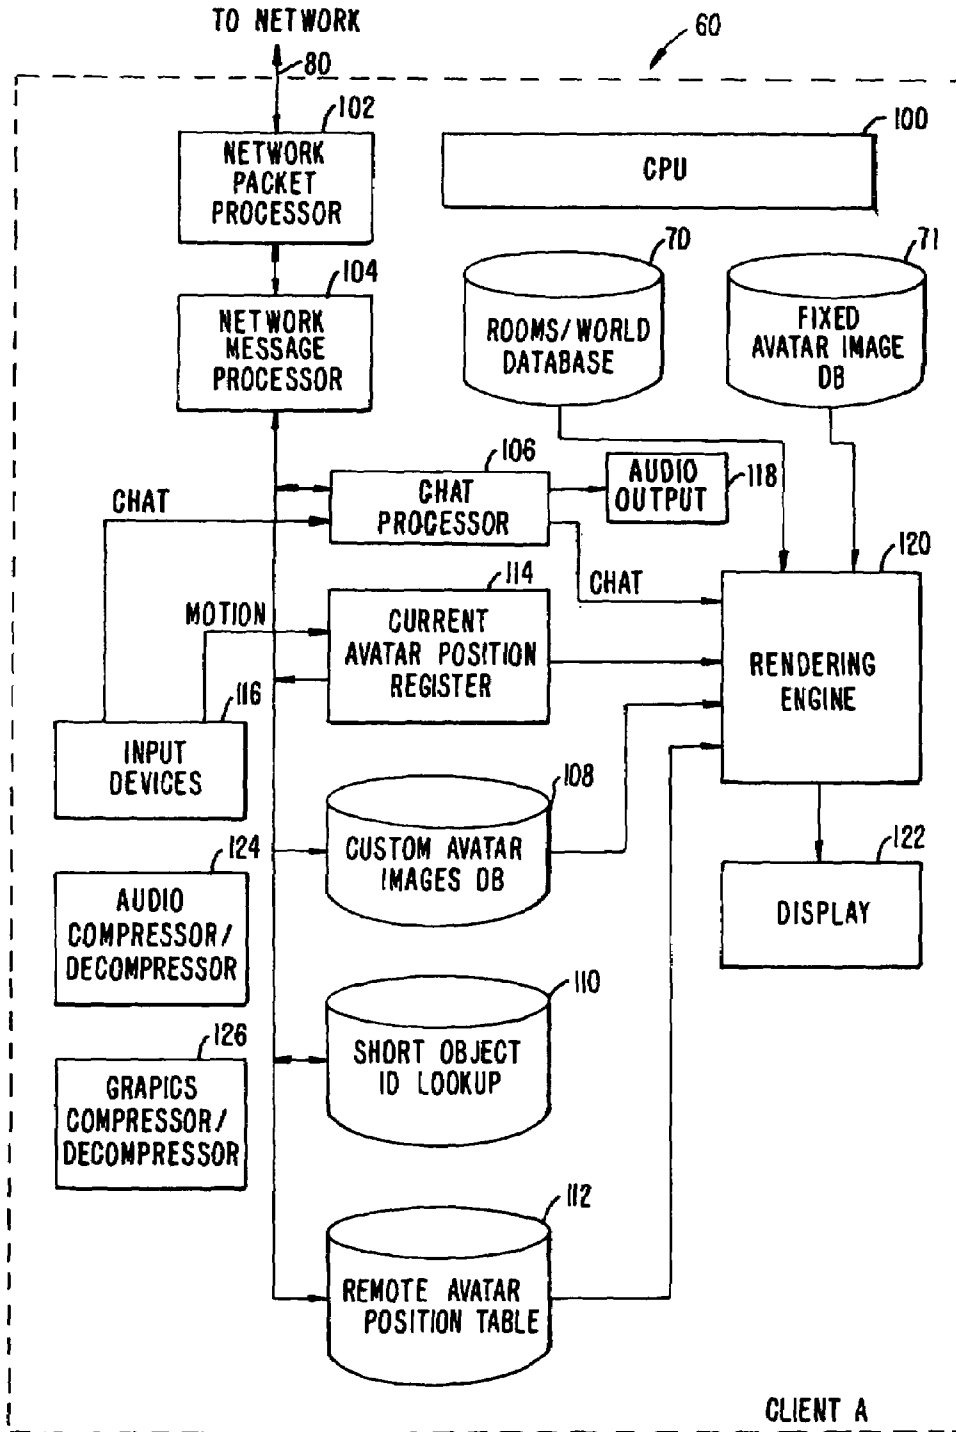 TO NETWORK
60
80
102
NETWORK
PACKET
PROCESSOR
100
CPU
104
NETWORK
MESSAGE
PROCESSOR
70
ROOMS/WORLD
DATABASE
71
FIXED
AVATAR IMAGE
DB
106
CHAT
PROCESSOR
AUDIO
OUTPUT
118
CHAT
CHAT
114
CURRENT
AVATAR POSITION
REGISTER
MOTION
120
RENDERING
ENGINE
116
INPUT
DEVICES
108
CUSTOM AVATAR
IMAGES DB
122
DISPLAY
124
AUDIO
COMPRESSOR/
DECOMPRESSOR
110
SHORT OBJECT
ID LOOKUP
126
GRAPICS
COMPRESSOR/
DECOMPRESSOR
112
REMOTE AVATAR
POSITION TABLE
CLIENT A